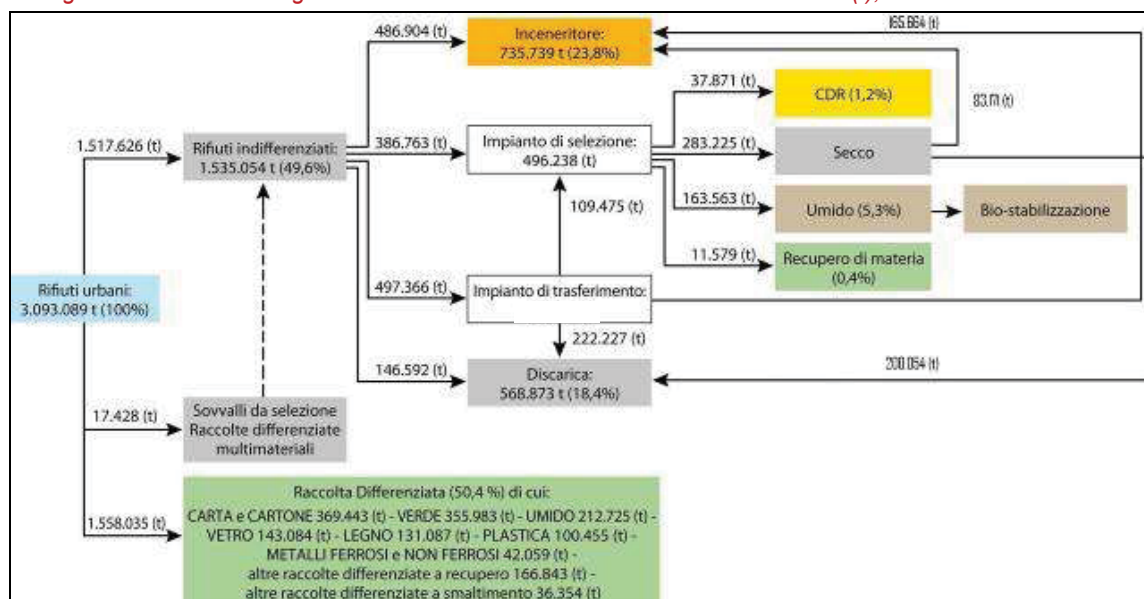 486.904 (t)
Inceneritore:
735.739 t (23,8%)
165.664 (t)
37.871 (t)
CDR (1,2%)
83.171 (t)
1.517.626 (t)
Rifiuti indifferenziati:
1.535.054 t (49,6%)
386.763 (t)
Impianto di selezione:
496.238 (t)
283.225 (t)
Secco
109.475 (t)
163.563 (t)
Umido (5,3%)
Bio-stabilizzazione
11.579 (t)
Recupero di materia
(0,4%)
Rifiuti urbani:
3.093.089 t (100%)
497.366 (t)
Impianto di trasferimento:
222.227 (t)
146.592 (t)
Discarica:
568.873 t (18,4%)
200.054 (t)
17.428 (t)
Sovvalli da selezione
Raccolte differenziate
multimateriali
1.558.035 (t)
Raccolta Differenziata (50,4 %) di cui:
CARTA e CARTONE 369.443 (t) - VERDE 355.983 (t) - UMIDO 212.725 (t) -
VETRO 143.084 (t) - LEGNO 131.087 (t) - PLASTICA 100.455 (t) -
METALLI FERROSI e NON FERROSI 42.059 (t) -
altre raccolte differenziate a recupero 166.843 (t) -
altre raccolte differenziate a smaltimento 36.354 (t)